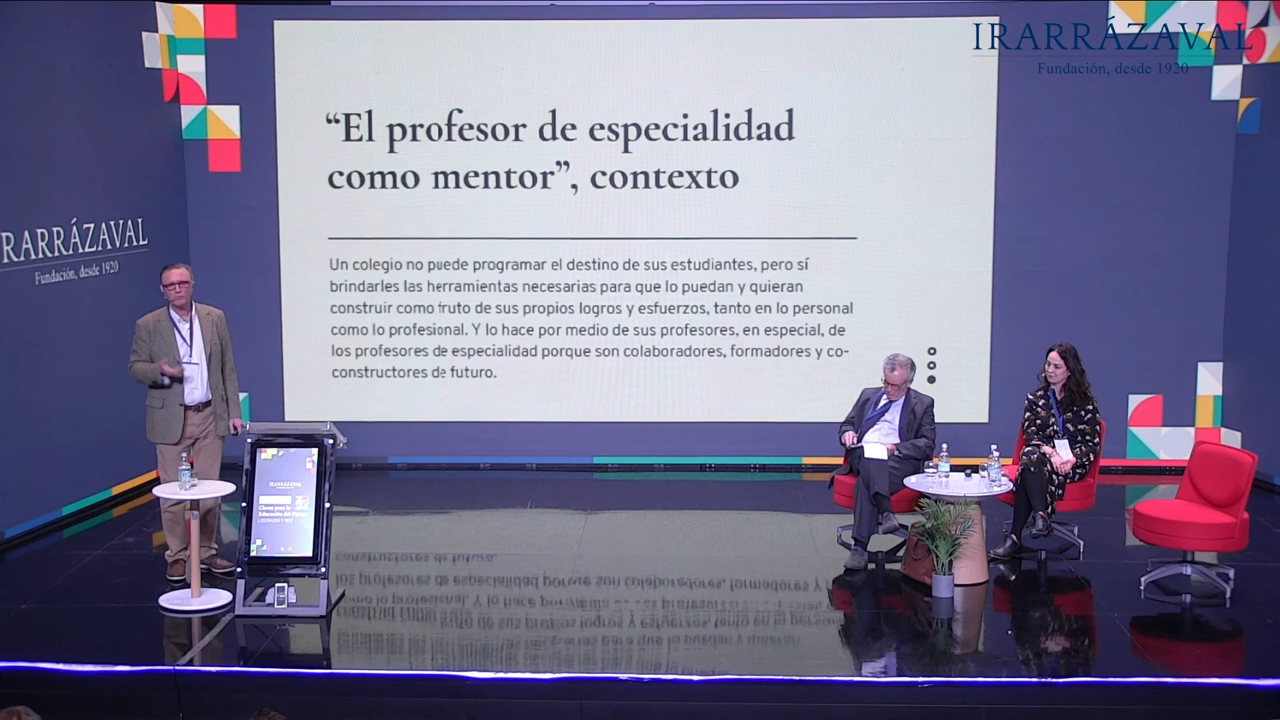 IRARRÁZAVAL
Fundación, desde 1920
“El profesor de especialidad
como mentor”, contexto
Un colegio no puede programar el destino de sus estudiantes, pero sí
brindarles las herramientas necesarias para que lo puedan y quieran
construir como fruto de sus propios logros y esfuerzos, tanto en lo personal
como lo profesional. Y lo hace por medio de sus profesores, en especial, de
los profesores de especialidad porque son colaboradores, formadores y co-
constructores de futuro.
RARRÁZAVAL
Fundación, desde 1920
IRARRÁZAVAL